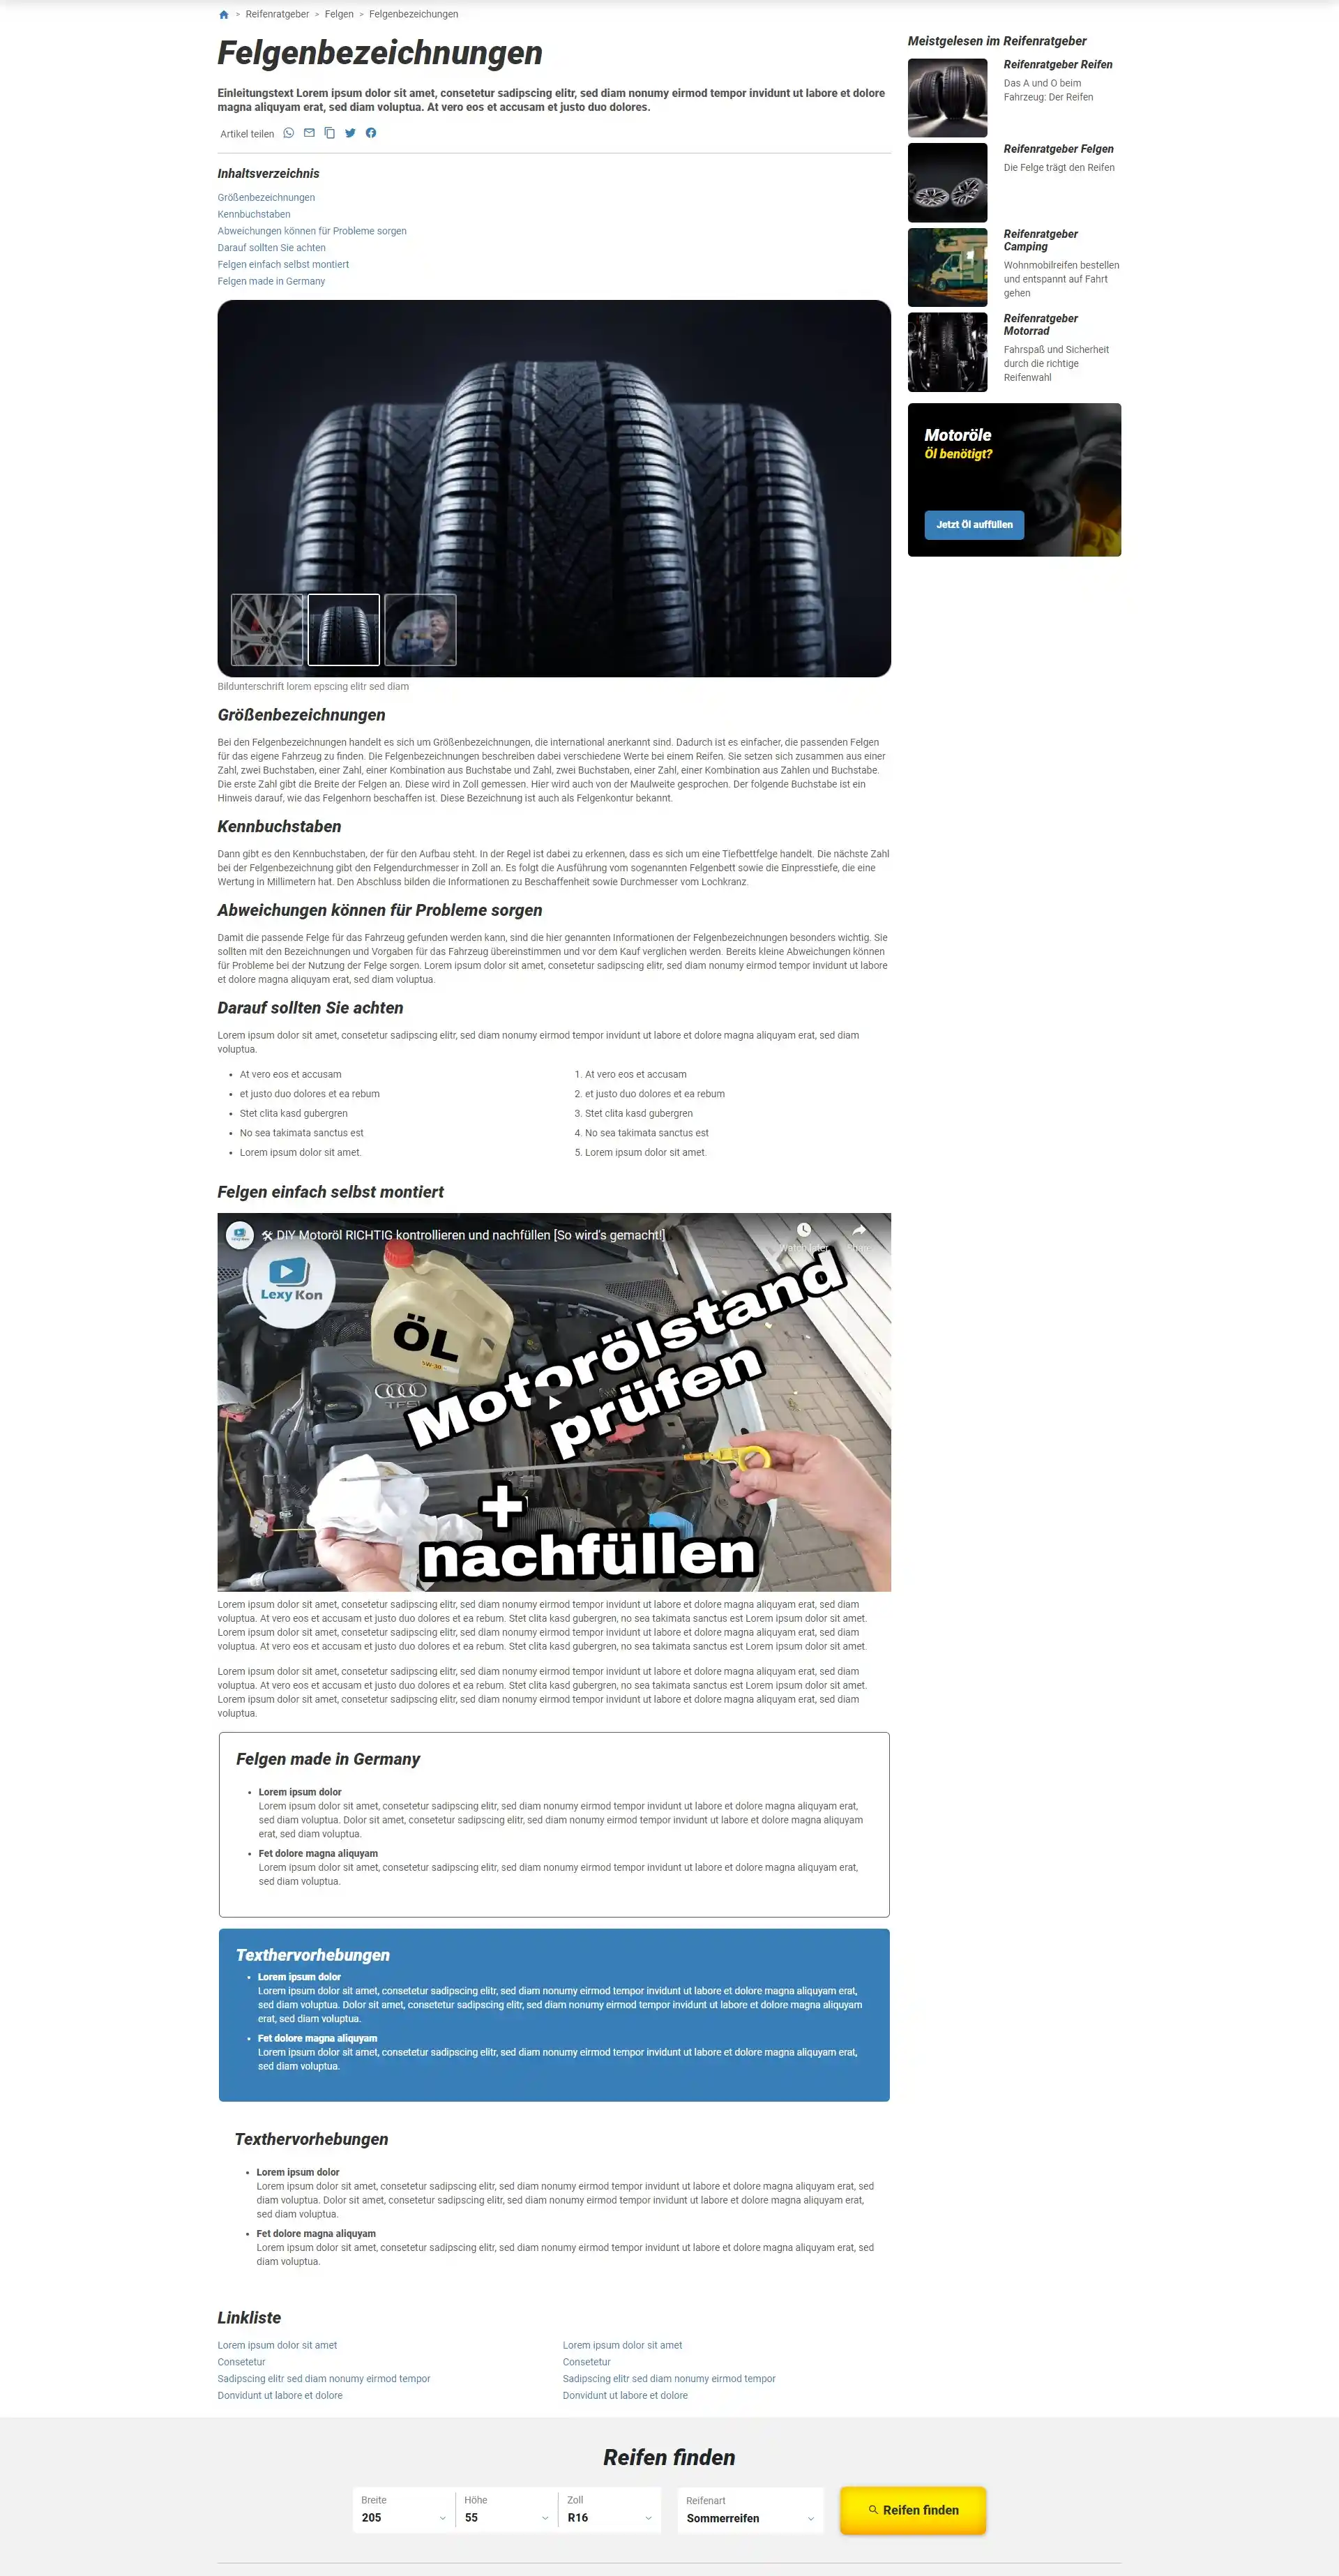 > Reifenratgeber > Felgen > Felgenbezeichungen
Felgenbezeichnungen
Einleitungstext Lorem ipsum dolor sit amet, consetetur sadipscing elitr, sed diam nonumy eirmod tempor invidunt ut labore et dolore
magna aliquyam erat, sed diam voluptua. At vero eos et accusam et justo duo dolores.
Artikel teilen
Inhaltsverzeichnis
Größenbezeichnungen
Kennbuchstaben
Abweichungen können für Probleme sorgen
Darauf sollten Sie achten
Felgen einfach selbst montiert
Felgen made in Germany
Bildunterschrift lorem epscing elitr sed diam
Größenbezeichnungen
Bei den Felgenbezeichnungen handelt es sich um Größenbezeichnungen, die international anerkannt sind. Dadurch ist es einfacher, die passenden Felgen
für das eigene Fahrzeug zu finden. Die Felgenbezeichnungen beschreiben dabei verschiedene Werte bei einem Reifen. Sie setzen sich zusammen aus einer
Zahl, zwei Buchstaben, einer Zahl, einer Kombination aus Buchstabe und Zahl, zwei Buchstaben, einer Zahl, einer Kombination aus Zahlen und Buchstabe.
Die erste Zahl gibt die Breite der Felgen an. Diese wird in Zoll gemessen. Hier wird auch von der Maulweite gesprochen. Der folgende Buchstabe ist ein
Hinweis darauf, wie das Felgenhorn beschaffen ist. Diese Bezeichnung ist auch als Felgenkontur bekannt.
Kennbuchstaben
Dann gibt es den Kennbuchstaben, der für den Aufbau steht. In der Regel ist dabei zu erkennen, dass es sich um eine Tiefbettfelge handelt. Die nächste Zahl
bei der Felgenbezeichnung gibt den Felgendurchmesser in Zoll an. Es folgt die Ausführung vom sogenannten Felgenbett sowie die Einpresstiefe, die eine
Wertung in Millimetern hat. Den Abschluss bilden die Informationen zu Beschaffenheit sowie Durchmesser vom Lochkranz.
Abweichungen können für Probleme sorgen
Damit die passende Felge für das Fahrzeug gefunden werden kann, sind die hier genannten Informationen der Felgenbezeichnungen besonders wichtig. Sie
sollten mit den Bezeichnungen und Vorgaben für das Fahrzeug übereinstimmen und vor dem Kauf verglichen werden. Bereits kleine Abweichungen können
für Probleme bei der Nutzung der Felge sorgen. Lorem ipsum dolor sit amet, consetetur sadipscing elitr, sed diam nonumy eirmod tempor invidunt ut labore
et dolore magna aliquyam erat, sed diam voluptua.
Darauf sollten Sie achten
Lorem ipsum dolor sit amet, consetetur sadipscing elitr, sed diam nonumy eirmod tempor invidunt ut labore et dolore magna aliquyam erat, sed diam
voluptua.
• At vero eos et accusam
• et justo duo dolores et ea rebum
• Stet clita kasd gubergren
• No sea takimata sanctus est
• Lorem ipsum dolor sit amet.
1. At vero eos et accusam
2. et justo duo dolores et ea rebum
3. Stet clita kasd gubergren
4. No sea takimata sanctus est
5. Lorem ipsum dolor sit amet.
Felgen einfach selbst montiert
🛠 DIY Motoröl RICHTIG kontrollieren und nachfüllen [So wird's gemacht!]
Watch later
Lexy Kon
ÖL
5W-30
TFSI
Motorölstand
prüfen
+
nachfüllen
Lorem ipsum dolor sit amet, consetetur sadipscing elitr, sed diam nonumy eirmod tempor invidunt ut labore et dolore magna aliquyam erat, sed diam
voluptua. At vero eos et accusam et justo duo dolores et ea rebum. Stet clita kasd gubergren, no sea takimata sanctus est Lorem ipsum dolor sit amet.
Lorem ipsum dolor sit amet, consetetur sadipscing elitr, sed diam nonumy eirmod tempor invidunt ut labore et dolore magna aliquyam erat, sed diam
voluptua. At vero eos et accusam et justo duo dolores et ea rebum. Stet clita kasd gubergren, no sea takimata sanctus est Lorem ipsum dolor sit amet.
Lorem ipsum dolor sit amet, consetetur sadipscing elitr, sed diam nonumy eirmod tempor invidunt ut labore et dolore magna aliquyam erat, sed diam
voluptua. At vero eos et accusam et justo duo dolores et ea rebum. Stet clita kasd gubergren, no sea takimata sanctus est Lorem ipsum dolor sit amet.
Lorem ipsum dolor sit amet, consetetur sadipscing elitr, sed diam nonumy eirmod tempor invidunt ut labore et dolore magna aliquyam erat, sed diam
voluptua.
Felgen made in Germany
• Lorem ipsum dolor
Lorem ipsum dolor sit amet, consetetur sadipscing elitr, sed diam nonumy eirmod tempor invidunt ut labore et dolore magna aliquyam erat,
sed diam voluptua. Dolor sit amet, consetetur sadipscing elitr, sed diam nonumy eirmod tempor invidunt ut labore et dolore magna aliquyam
erat, sed diam voluptua.
• Fet dolore magna aliquyam
Lorem ipsum dolor sit amet, consetetur sadipscing elitr, sed diam nonumy eirmod tempor invidunt ut labore et dolore magna aliquyam erat,
sed diam voluptua.
Texthervorhebungen
• Lorem ipsum dolor
Lorem ipsum dolor sit amet, consetetur sadipscing elitr, sed diam nonumy eirmod tempor invidunt ut labore et dolore magna aliquyam erat,
sed diam voluptua. Dolor sit amet, consetetur sadipscing elitr, sed diam nonumy eirmod tempor invidunt ut labore et dolore magna aliquyam
erat, sed diam voluptua.
• Fet dolore magna aliquyam
Lorem ipsum dolor sit amet, consetetur sadipscing elitr, sed diam nonumy eirmod tempor invidunt ut labore et dolore magna aliquyam erat,
sed diam voluptua.
Texthervorhebungen
• Lorem ipsum dolor
Lorem ipsum dolor sit amet, consetetur sadipscing elitr, sed diam nonumy eirmod tempor invidunt ut labore et dolore magna aliquyam erat, sed
diam voluptua. Dolor sit amet, consetetur sadipscing elitr, sed diam nonumy eirmod tempor invidunt ut labore et dolore magna aliquyam erat,
sed diam voluptua.
• Fet dolore magna aliquyam
Lorem ipsum dolor sit amet, consetetur sadipscing elitr, sed diam nonumy eirmod tempor invidunt ut labore et dolore magna aliquyam erat, sed
diam voluptua.
Linkliste
Lorem ipsum dolor sit amet
Consetetur
Sadipscing elitr sed diam nonumy eirmod tempor
Donvidunt ut labore et dolore
Lorem ipsum dolor sit amet
Consetetur
Sadipscing elitr sed diam nonumy eirmod tempor
Donvidunt ut labore et dolore
Meistgelesen im Reifenratgeber
Reifenratgeber Reifen
Das A und O beim
Fahrzeug: Der Reifen
Reifenratgeber Felgen
Die Felge trägt den Reifen
Reifenratgeber
Camping
Wohnmobilreifen bestellen
und entspannt auf Fahrt
gehen
Reifenratgeber
Motorrad
Fahrspaß und Sicherheit
durch die richtige
Reifenwahl
Motoröle
Öl benötigt?
Jetzt Öl auffüllen
Reifen finden
Breite
205
Höhe
55
Zoll
R16
Reifenart
Sommerreifen
Reifen finden